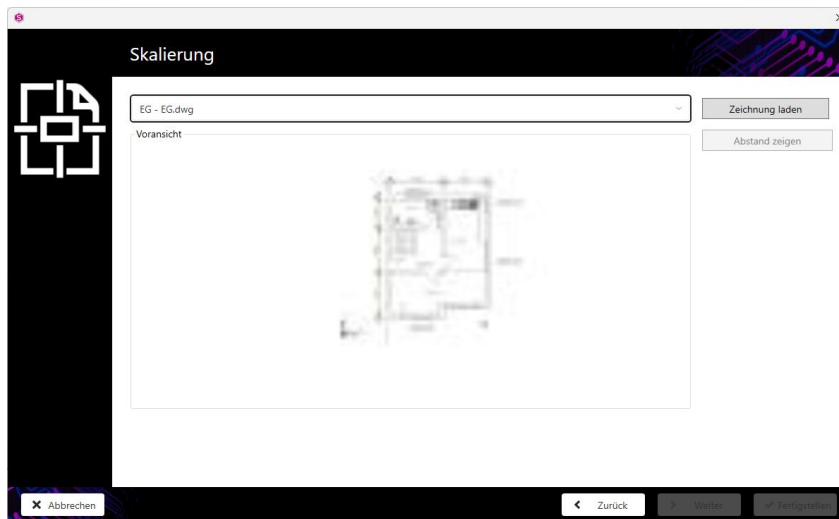 Skalierung
EG - EG.dwg
Zeichnung laden
Voransicht
Abstand zeigen
Abbrechen
Zurück
Weiter
Fertigstellen